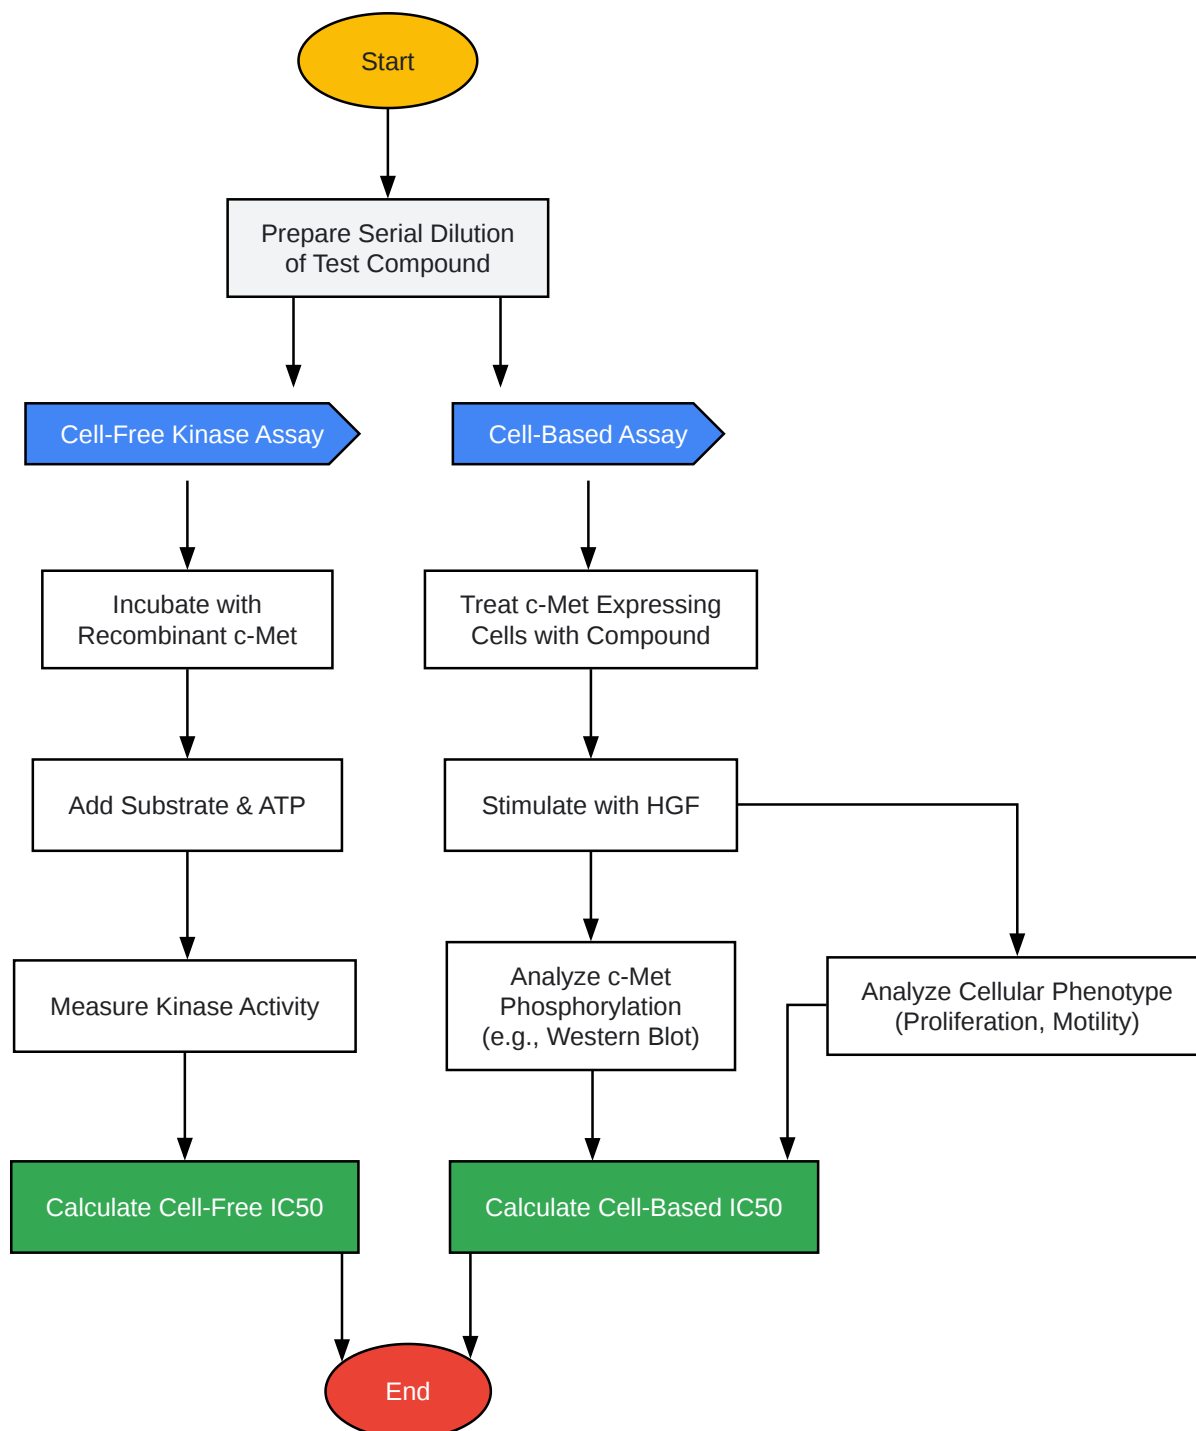 Start
Prepare Serial Dilution
of Test Compound
Cell-Free Kinase Assay
Cell-Based Assay
Incubate with
Recombinant c-Met
Treat c-Met Expressing
Cells with Compound
Add Substrate & ATP
Stimulate with HGF
Measure Kinase Activity
Analyze c-Met
Phosphorylation
(e.g., Western Blot)
Analyze Cellular Phenotype
(Proliferation, Motility)
Calculate Cell-Free IC50
Calculate Cell-Based IC50
End